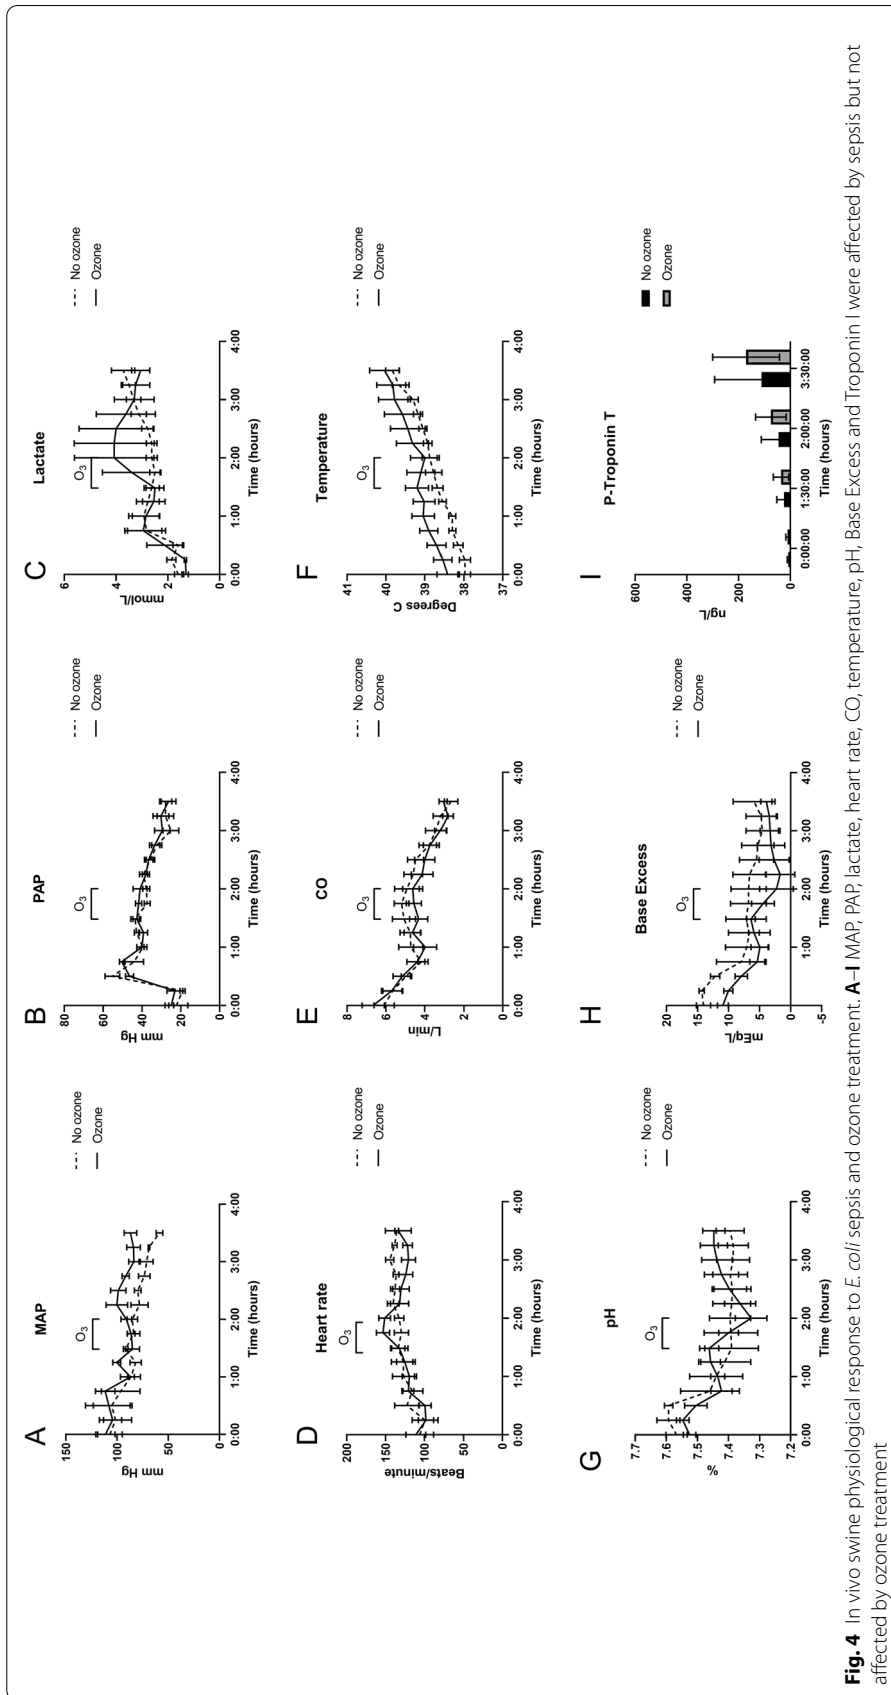 A
MAP
mm Hg
150
100
50
O3
--- No ozone
— Ozone
0:00 1:00 2:00 3:00 4:00
Time (hours)
B
PAP
mm Hg
80
60
40
20
0
O3
--- No ozone
— Ozone
0:00 1:00 2:00 3:00 4:00
Time (hours)
C
Lactate
mmol/L
6
4
2
0
O3
--- No ozone
— Ozone
0:00 1:00 2:00 3:00 4:00
Time (hours)
D
Heart rate
Beats/minute
200
150
100
50
0
O3
--- No ozone
— Ozone
0:00 1:00 2:00 3:00 4:00
Time (hours)
E
CO
L/min
8
6
4
2
0
O3
--- No ozone
— Ozone
0:00 1:00 2:00 3:00 4:00
Time (hours)
F
Temperature
Degrees C
41
40
39
38
37
O3
--- No ozone
— Ozone
0:00 1:00 2:00 3:00 4:00
Time (hours)
G
pH
%
7.7
7.6
7.5
7.4
7.3
7.2
O3
--- No ozone
— Ozone
0:00 1:00 2:00 3:00 4:00
Time (hours)
H
Base Excess
mEq/L
20
15
10
5
0
-5
O3
--- No ozone
— Ozone
0:00 1:00 2:00 3:00 4:00
Time (hours)
I
P-Troponin T
ng/L
600
400
200
0
No ozone
Ozone
0:00:00 1:30:00 2:00:00 3:30:00
Time (hours)
Fig. 4 In vivo swine physiological response to E. coli sepsis and ozone treatment. A–I MAP, PAP, lactate, heart rate, CO, temperature, pH, Base Excess and Troponin I were affected by sepsis but not
affected by ozone treatment